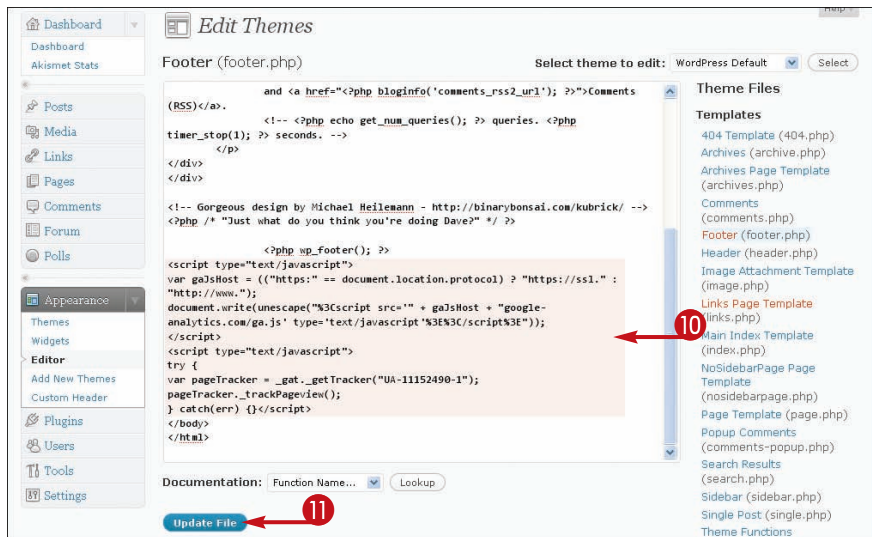 Help
Dashboard
Edit Themes
Dashboard
Akismet Stats
Footer (footer.php)
Select theme to edit: WordPress Default Select
Posts
Media
Links
Pages
Comments
Forum
Polls
Appearance
Themes
Widgets
Editor
Add New Themes
Custom Header
Plugins
Users
Tools
Settings
and <a href="<?php bloginfo('comments_rss2_url'); ?>">Comments
(RSS)</a>.
<!-- <?php echo get_num_queries(); ?> queries. <?php
timer_stop(1); ?> seconds. -->
</p>
</div>
</div>
<!-- Gorgeous design by Michael Heilemann - http://binarybonsai.com/kubrick/ -->
<?php /* "Just what do you think you're doing Dave?" */ ?>
<?php wp_footer(); ?>
<script type="text/javascript">
var gaJsHost = (("https:" == document.location.protocol) ? "https://ssl." :
"http://www.");
document.write(unescape("%3Cscript src='" + gaJsHost + "google-
analytics.com/ga.js' type='text/javascript'%3E%3C/script%3E"));
</script>
<script type="text/javascript">
try {
var pageTracker = _gat._getTracker("UA-11152490-1");
pageTracker._trackPageview();
} catch(err) {}</script>
</body>
</html>
10
Documentation: Function Name... Lookup
11
Update File
Theme Files
Templates
404 Template (404.php)
Archives (archive.php)
Archives Page Template
(archives.php)
Comments
(comments.php)
Footer (footer.php)
Header (header.php)
Image Attachment Template
(image.php)
Links Page Template
(links.php)
Main Index Template
(index.php)
NoSidebarPage Page
Template
(nosidebarpage.php)
Page Template (page.php)
Popup Comments
(comments-popup.php)
Search Results
(search.php)
Sidebar (sidebar.php)
Single Post (single.php)
Theme Functions